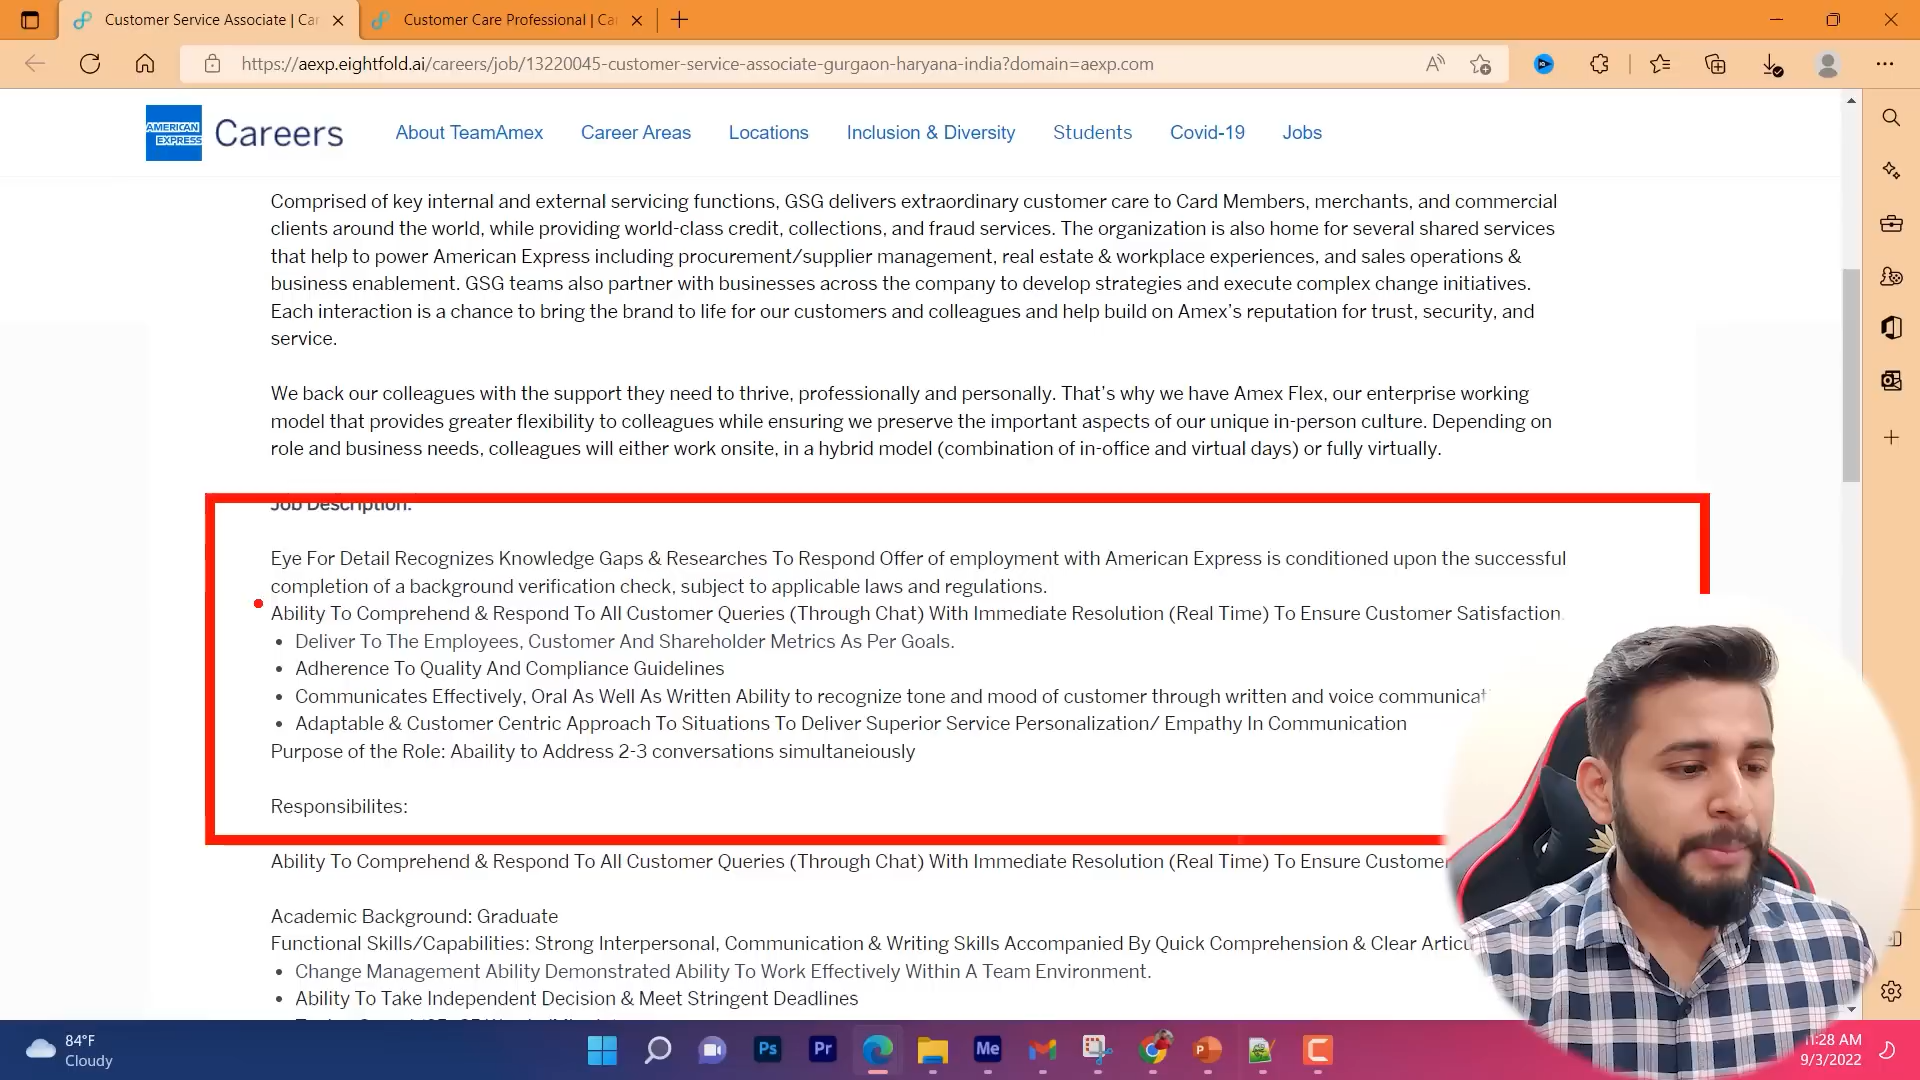 Customer Service Associate | Car
Customer Care Professional | Ca
https://aexp.eightfold.ai/careers/job/13220045-customer-service-associate-gurgaon-haryana-india?domain=aexp.com
AMERICAN EXPRESS
Careers
About TeamAmex
Career Areas
Locations
Inclusion & Diversity
Students
Covid-19
Jobs
Comprised of key internal and external servicing functions, GSG delivers extraordinary customer care to Card Members, merchants, and commercial
clients around the world, while providing world-class credit, collections, and fraud services. The organization is also home for several shared services
that help to power American Express including procurement/supplier management, real estate & workplace experiences, and sales operations &
business enablement. GSG teams also partner with businesses across the company to develop strategies and execute complex change initiatives.
Each interaction is a chance to bring the brand to life for our customers and colleagues and help build on Amex's reputation for trust, security, and
service.
We back our colleagues with the support they need to thrive, professionally and personally. That's why we have Amex Flex, our enterprise working
model that provides greater flexibility to colleagues while ensuring we preserve the important aspects of our unique in-person culture. Depending on
role and business needs, colleagues will either work onsite, in a hybrid model (combination of in-office and virtual days) or fully virtually.
Job Description:
Eye For Detail Recognizes Knowledge Gaps & Researches To Respond Offer of employment with American Express is conditioned upon the successful
completion of a background verification check, subject to applicable laws and regulations.
Ability To Comprehend & Respond To All Customer Queries (Through Chat) With Immediate Resolution (Real Time) To Ensure Customer Satisfaction.
• Deliver To The Employees, Customer And Shareholder Metrics As Per Goals.
• Adherence To Quality And Compliance Guidelines
• Communicates Effectively, Oral As Well As Written Ability to recognize tone and mood of customer through written and voice communicati
• Adaptable & Customer Centric Approach To Situations To Deliver Superior Service Personalization/ Empathy In Communication
Purpose of the Role: Abaility to Address 2-3 conversations simultaneiously
Responsibilites:
Ability To Comprehend & Respond To All Customer Queries (Through Chat) With Immediate Resolution (Real Time) To Ensure Customer
Academic Background: Graduate
Functional Skills/Capabilities: Strong Interpersonal, Communication & Writing Skills Accompanied By Quick Comprehension & Clear Articu
• Change Management Ability Demonstrated Ability To Work Effectively Within A Team Environment.
• Ability To Take Independent Decision & Meet Stringent Deadlines
84°F
Cloudy
Ps
Pr
Me
11:28 AM
9/3/2022